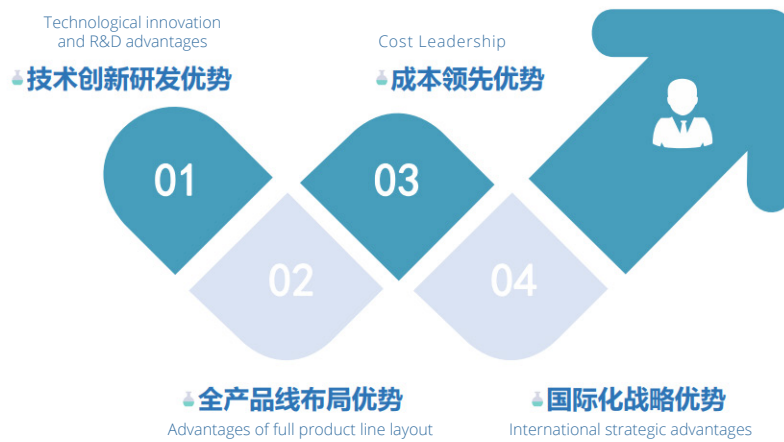 Technological innovation
and R&D advantages
技术创新研发优势
Cost Leadership
成本领先优势
01
03
02
04
全产品线布局优势
Advantages of full product line layout
国际化战略优势
International strategic advantages